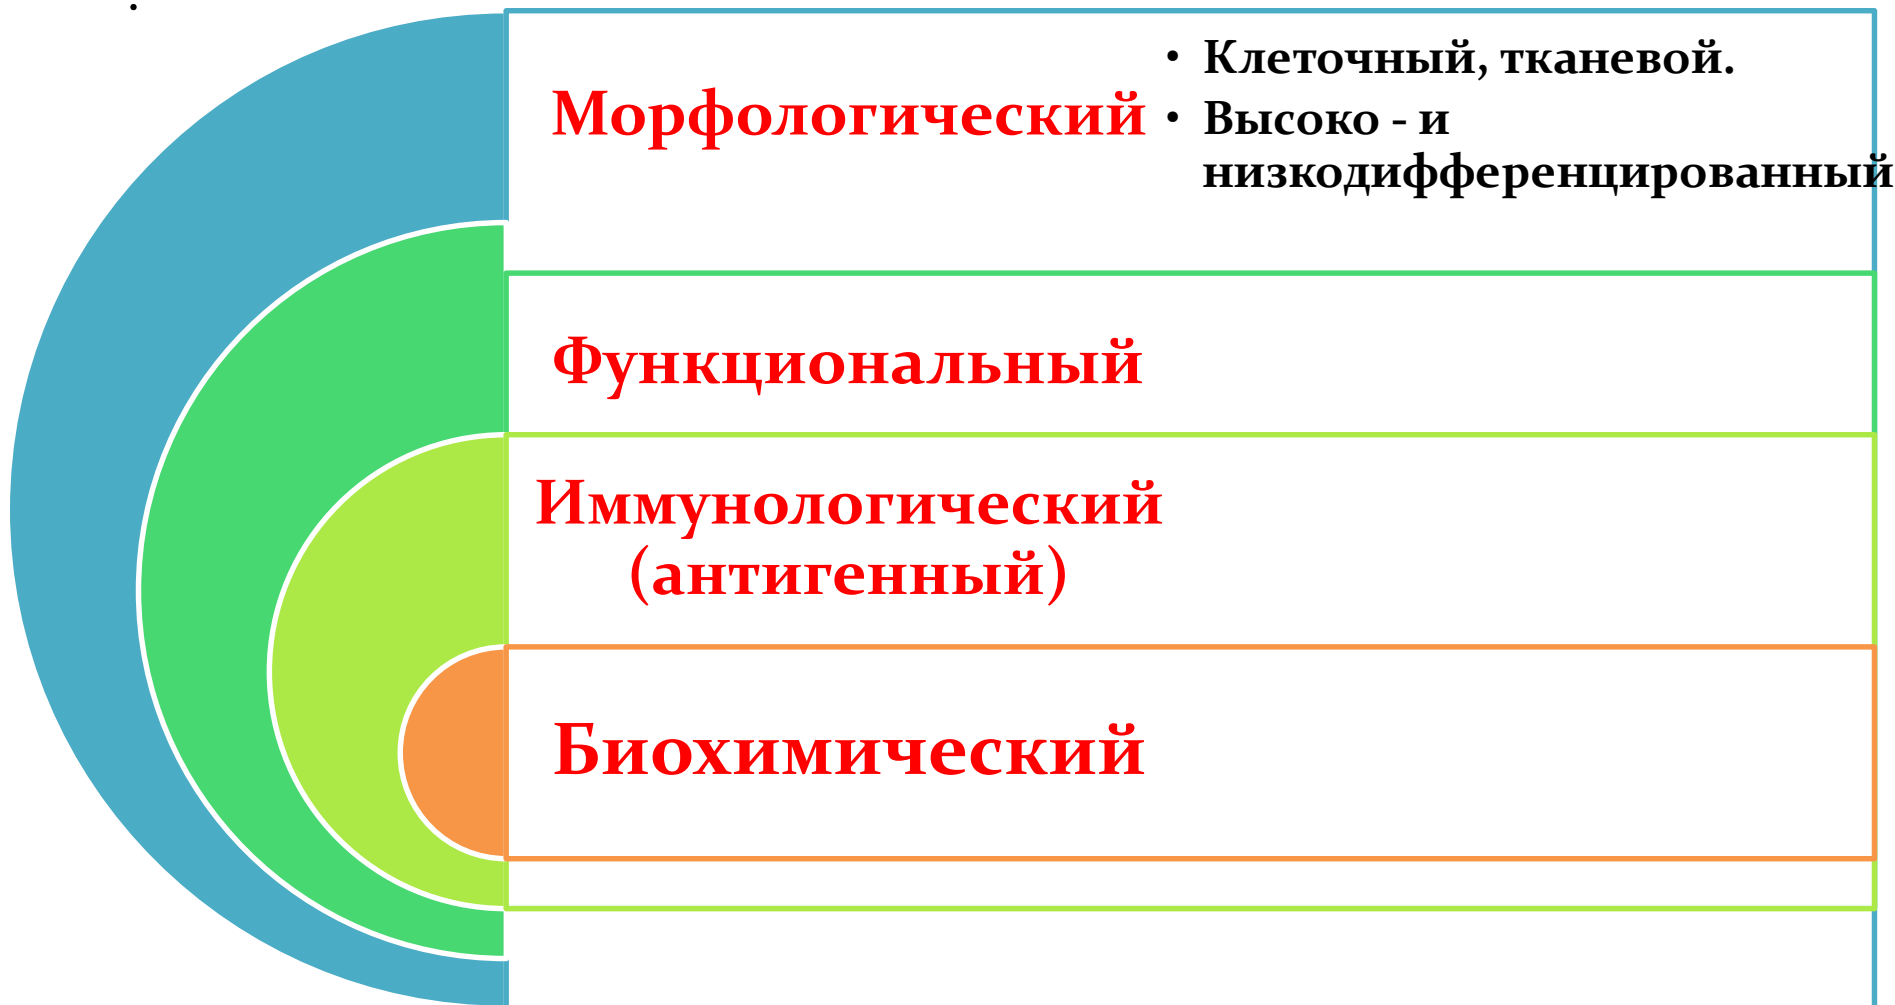 .
Морфологический
• Клеточный, тканевой.
• Высоко - и
низкодифференцированный
Функциональный
Иммунологический
(антигенный)
Биохимический